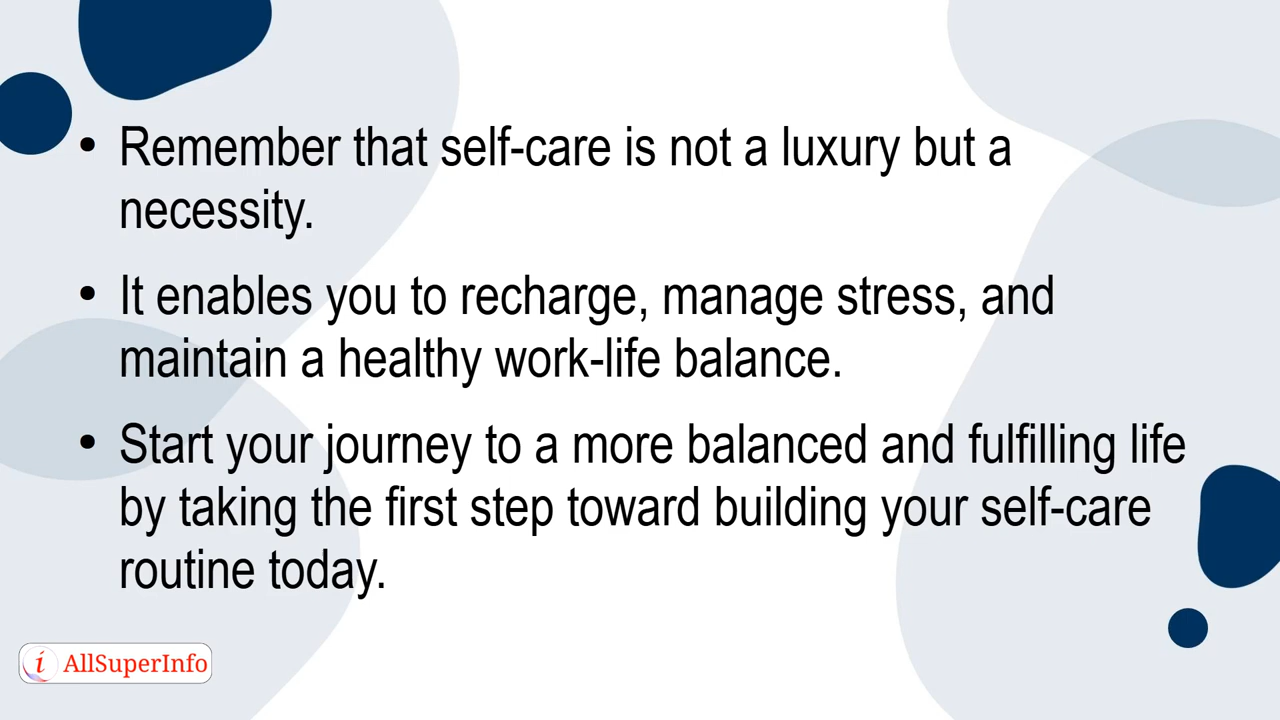 • Remember that self-care is not a luxury but a
necessity.
• It enables you to recharge, manage stress, and
maintain a healthy work-life balance.
• Start your journey to a more balanced and fulfilling life
by taking the first step toward building your self-care
routine today.
i AllSuperInfo